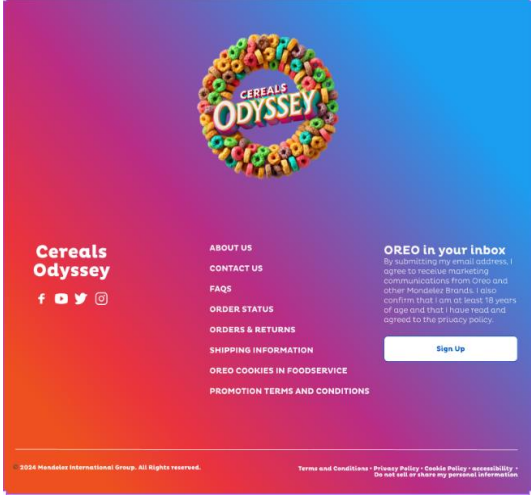 CEREALS
ODYSSEY
Cereals
Odyssey
ABOUT US
CONTACT US
FAQS
ORDER STATUS
ORDERS & RETURNS
SHIPPING INFORMATION
OREO COOKIES IN FOODSERVICE
PROMOTION TERMS AND CONDITIONS
OREO in your inbox
By submitting my email address, I
agree to receive marketing
communications from Oreo and
other Mondelez Brands. I also
confirm that I am at least 18 years
of age and that I have read and
agreed to the privacy policy.
Sign Up
© 2024 Mondelez International Group. All Rights reserved.
Terms and Conditions • Privacy Policy • Cookie Policy • accessibility •
Do not sell or share my personal information